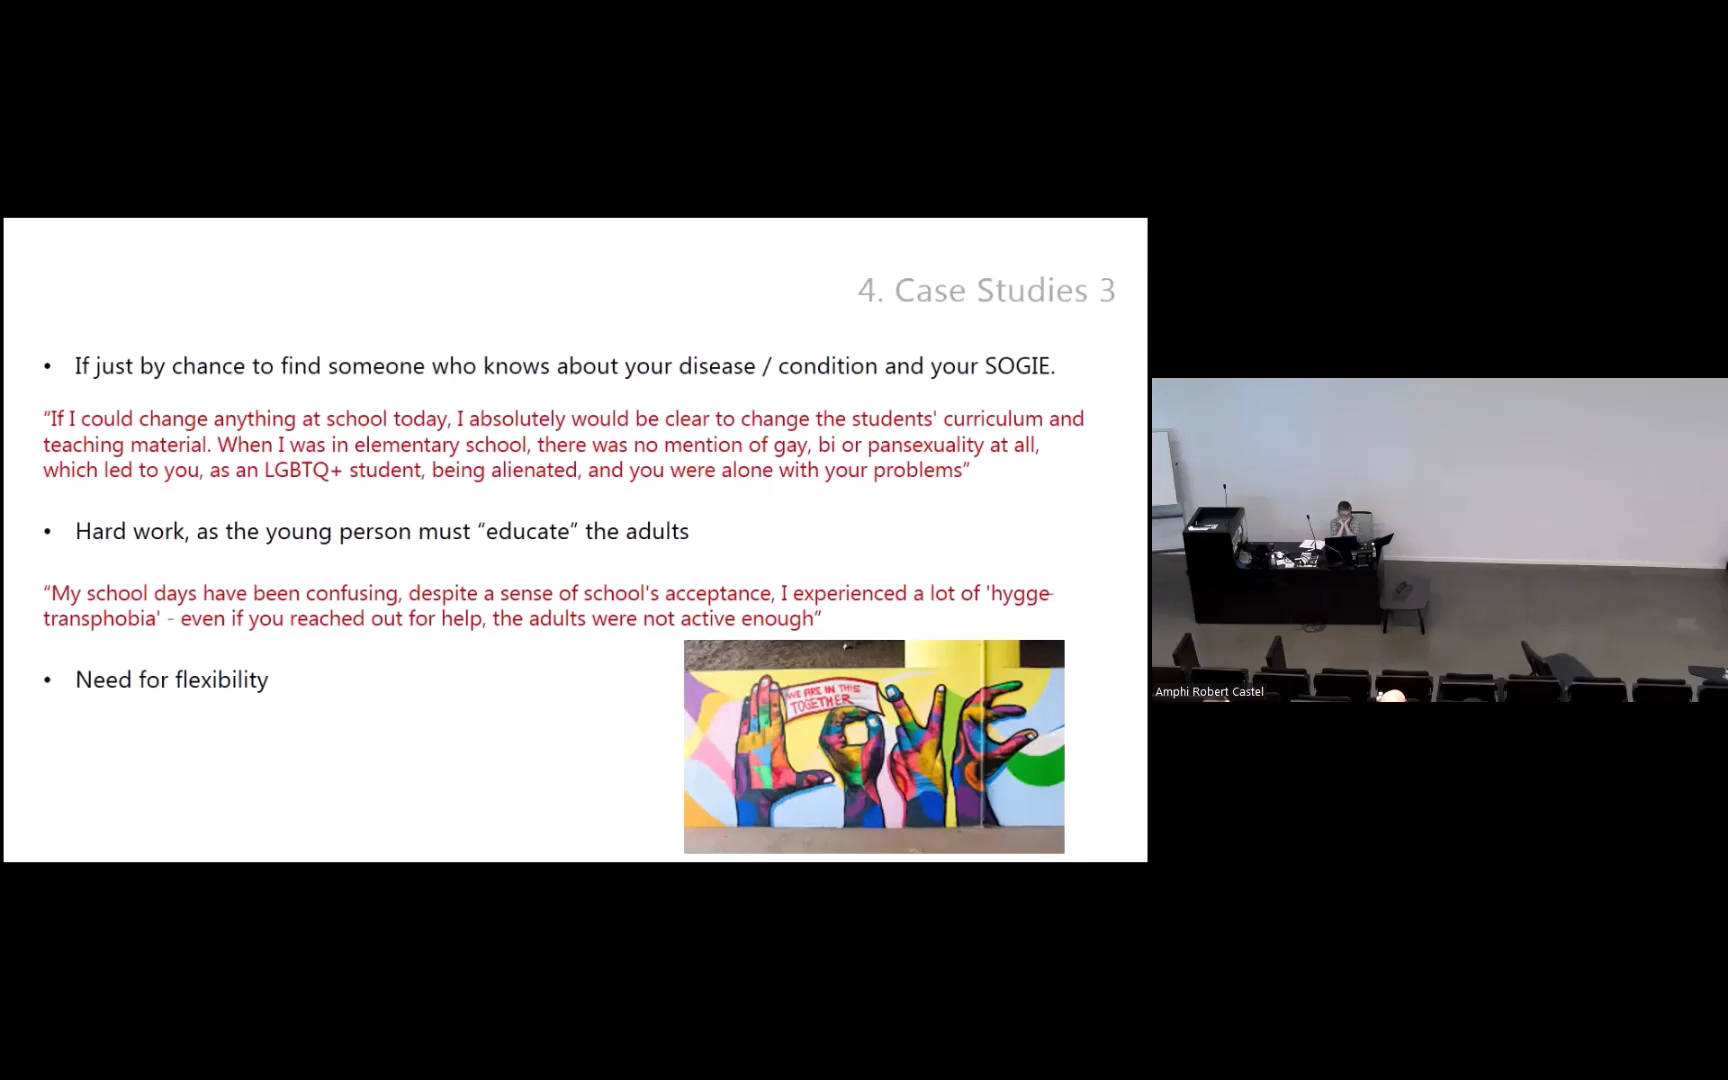 4. Case Studies 3
• If just by chance to find someone who knows about your disease / condition and your SOGIE.
“If I could change anything at school today, I absolutely would be clear to change the students' curriculum and
teaching material. When I was in elementary school, there was no mention of gay, bi or pansexuality at all,
which led to you, as an LGBTQ+ student, being alienated, and you were alone with your problems”
• Hard work, as the young person must “educate” the adults
“My school days have been confusing, despite a sense of school's acceptance, I experienced a lot of 'hygge-
transphobia' - even if you reached out for help, the adults were not active enough”
• Need for flexibility
WE ARE IN THIS
TOGETHER
LOVE
Amphi Robert Castel